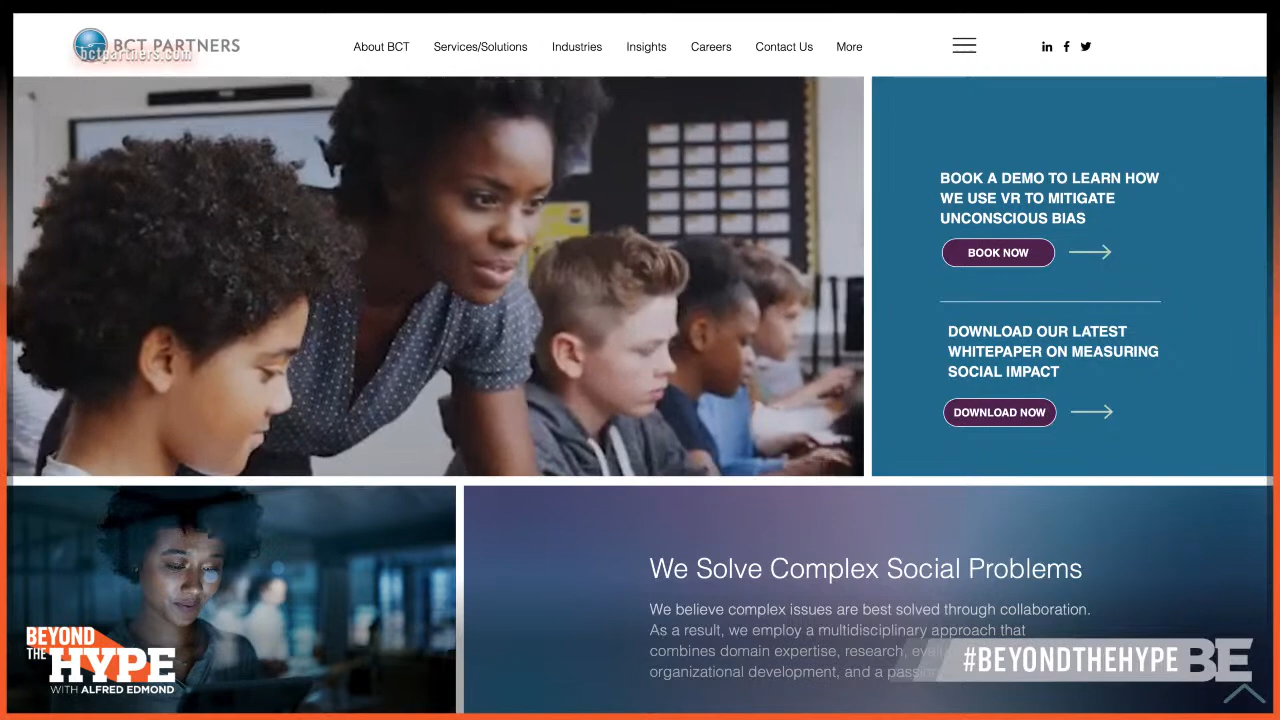 BCT PARTNERS
bctpartners.com
About BCT
Services/Solutions
Industries
Insights
Careers
Contact Us
More
BOOK A DEMO TO LEARN HOW
WE USE VR TO MITIGATE
UNCONSCIOUS BIAS
BOOK NOW
DOWNLOAD OUR LATEST
WHITEPAPER ON MEASURING
SOCIAL IMPACT
DOWNLOAD NOW
We Solve Complex Social Problems
We believe complex issues are best solved through collaboration.
As a result, we employ a multidisciplinary approach that
combines domain expertise, research,
organizational development, and a
BEYOND
THE HYPE
WITH ALFRED EDMOND
#BEYONDTHEHYPE BE